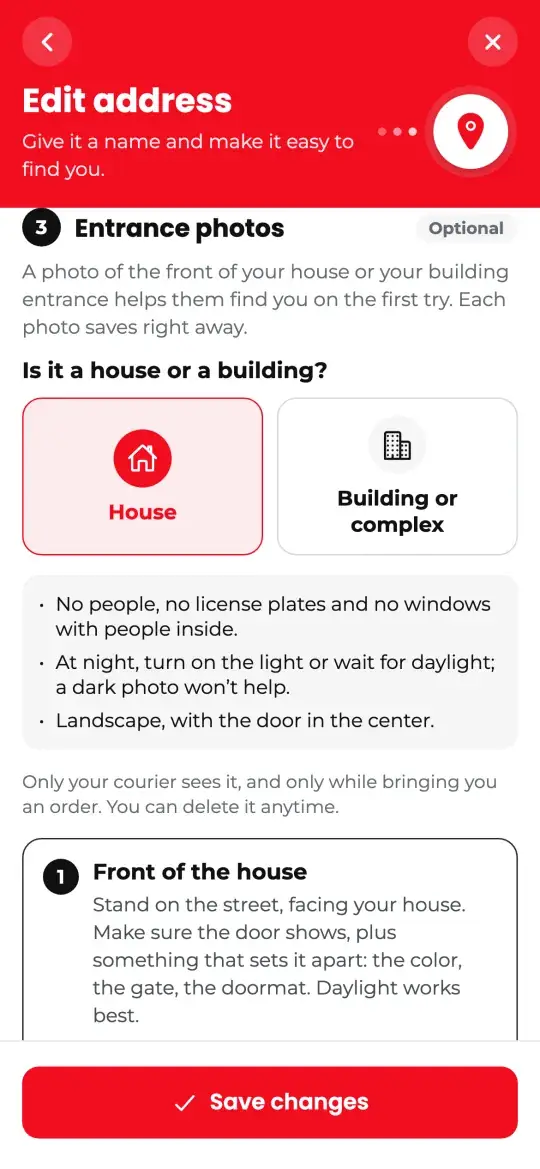 Edit address
Give it a name and make it easy to
find you.
3 Entrance photos Optional
A photo of the front of your house or your building
entrance helps them find you on the first try. Each
photo saves right away.
Is it a house or a building?
House
Building or
complex
• No people, no license plates and no windows
with people inside.
• At night, turn on the light or wait for daylight;
a dark photo won’t help.
• Landscape, with the door in the center.
Only your courier sees it, and only while bringing you
an order. You can delete it anytime.
1 Front of the house
Stand on the street, facing your house.
Make sure the door shows, plus
something that sets it apart: the color,
the gate, the doormat. Daylight works
best.
Save changes